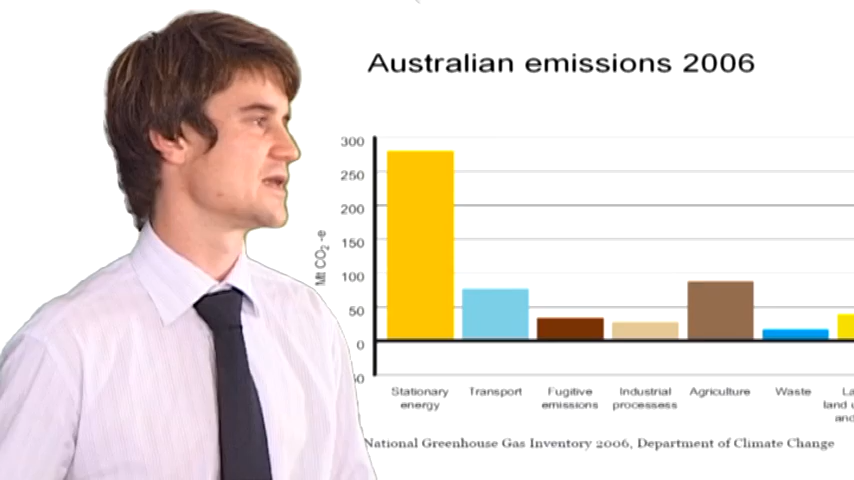 Australian emissions 2006
300
250
200
150
100
50
0
Mt CO₂ -e
Stationary energy
Transport
Fugitive emissions
Industrial processess
Agriculture
Waste
National Greenhouse Gas Inventory 2006, Department of Climate Change